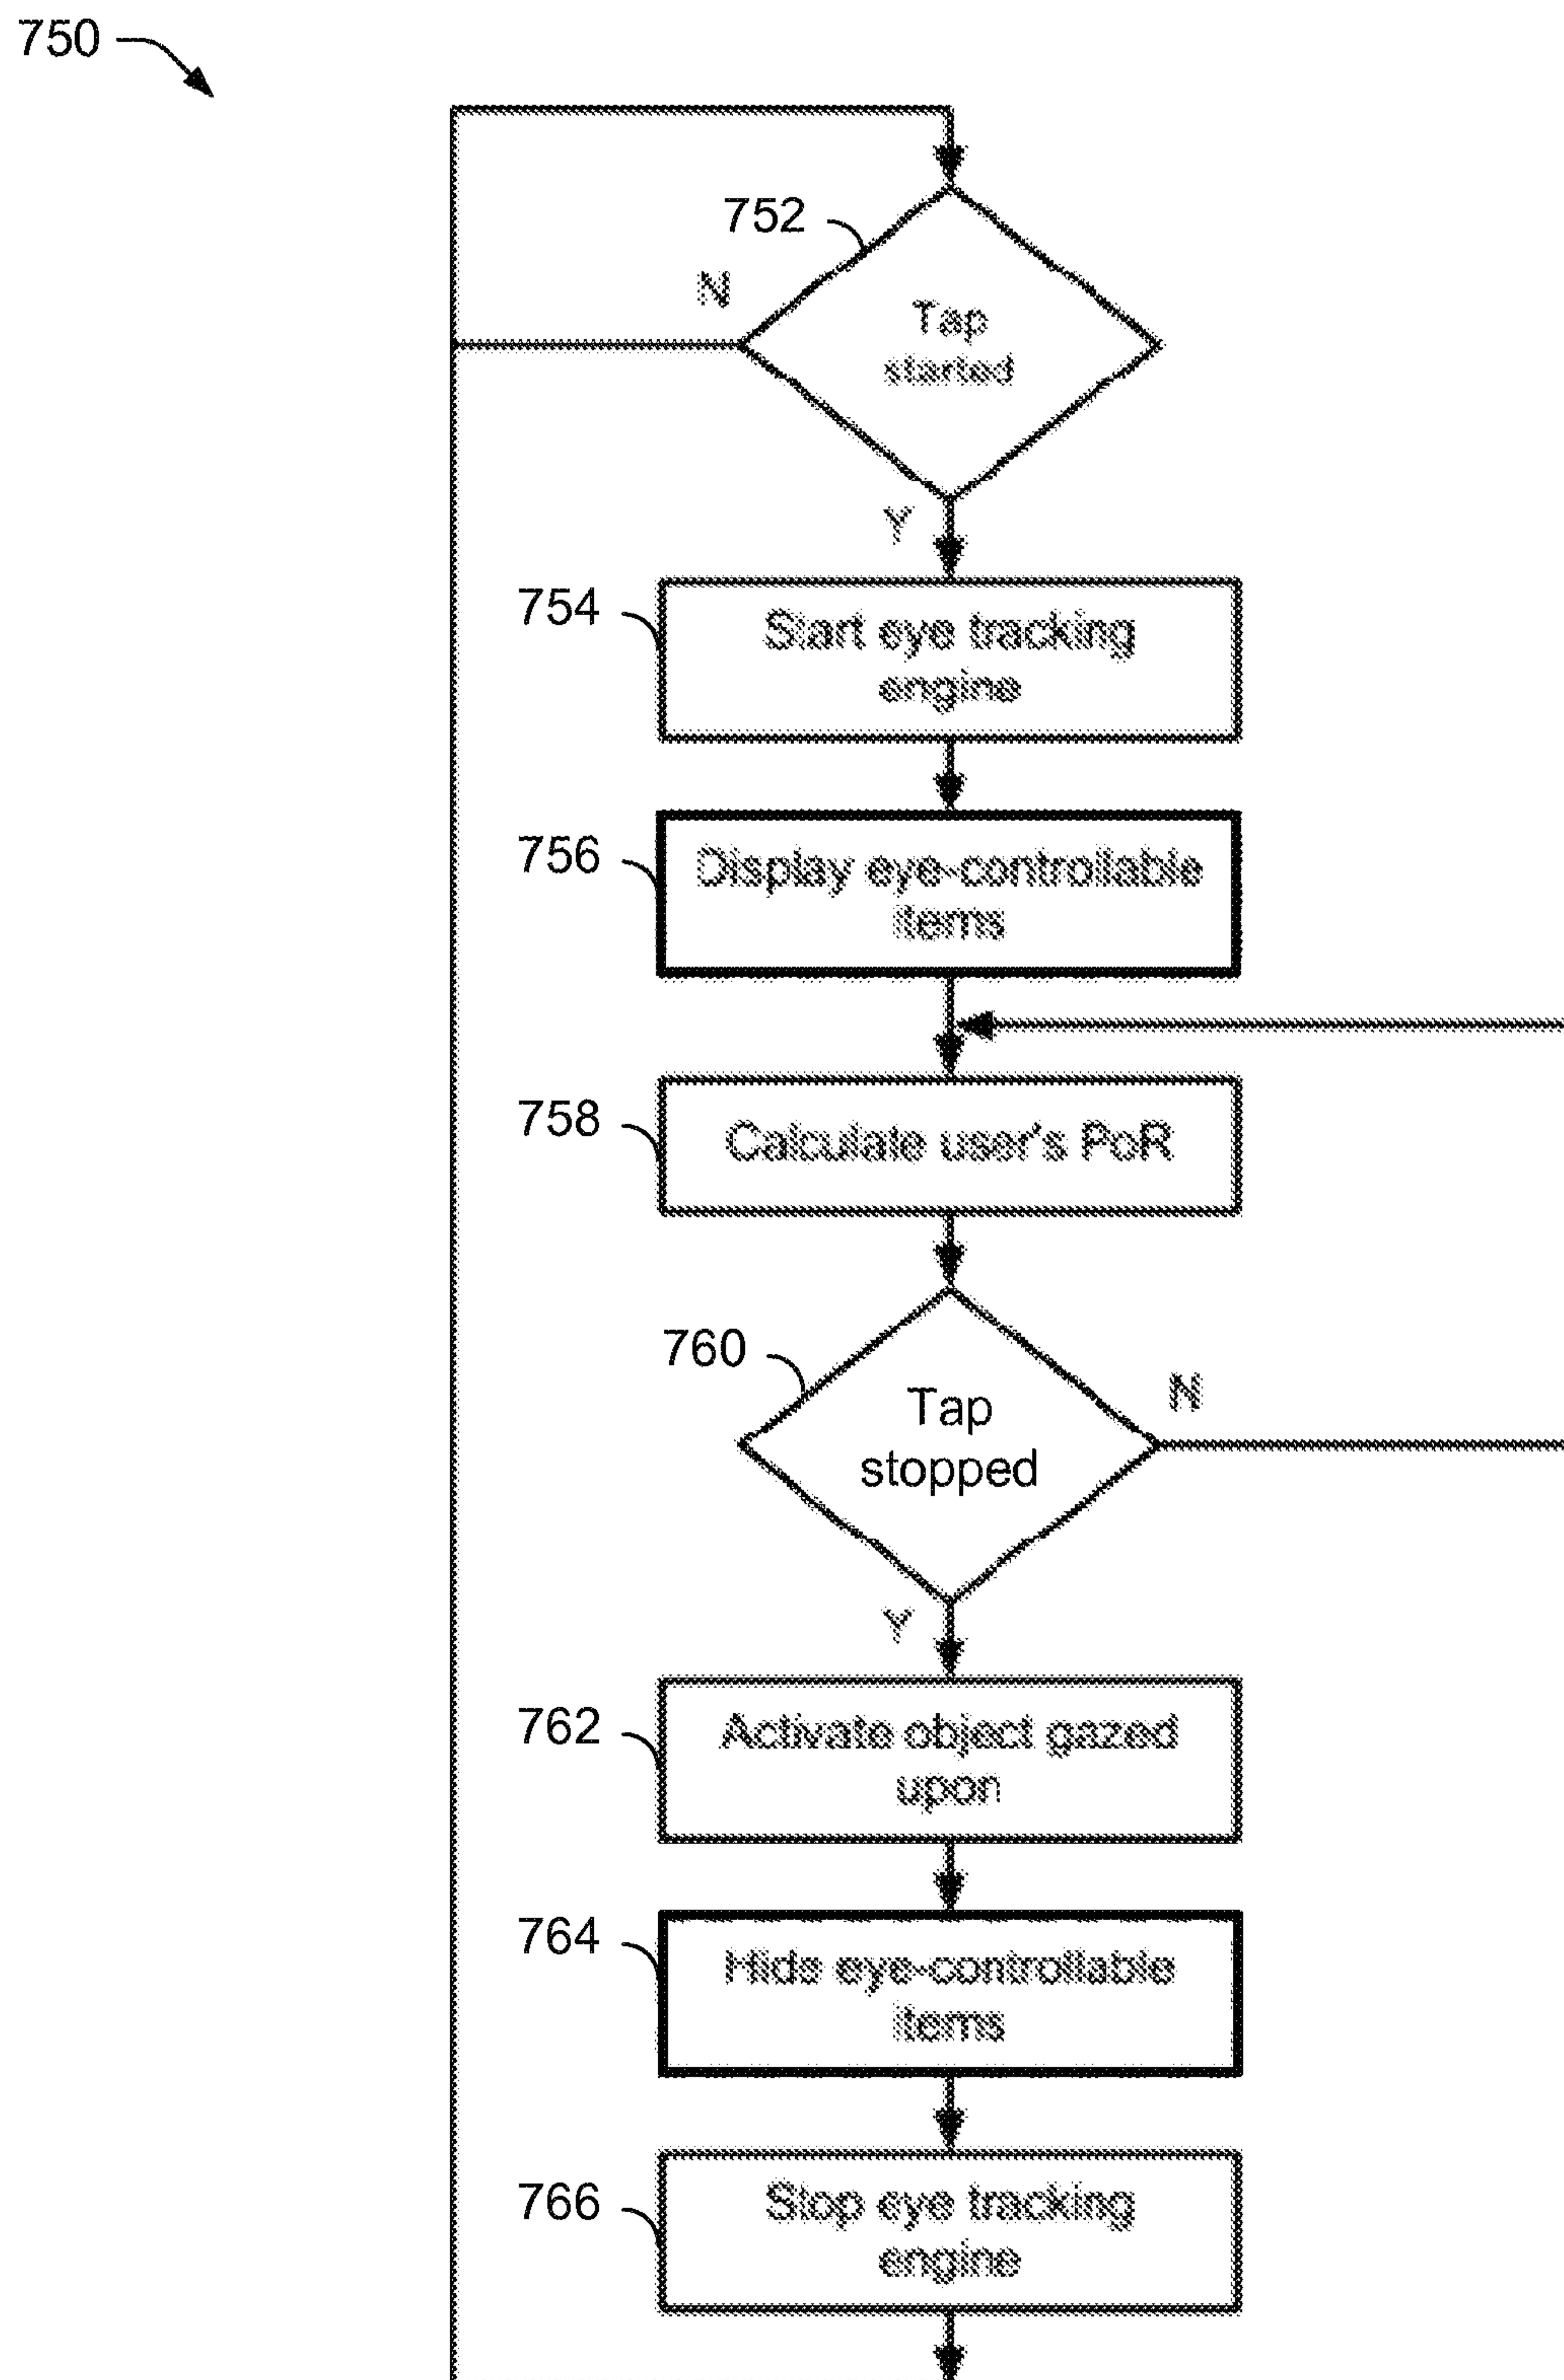 750
752
N
Tap
started
Y
754
Start eye tracking
engine
756
Display eye-controllable
items
758
Calculate user's PoR
760
Tap
stopped
N
Y
762
Activate object gazed
upon
764
Hide eye-controllable
items
766
Stop eye tracking
engine